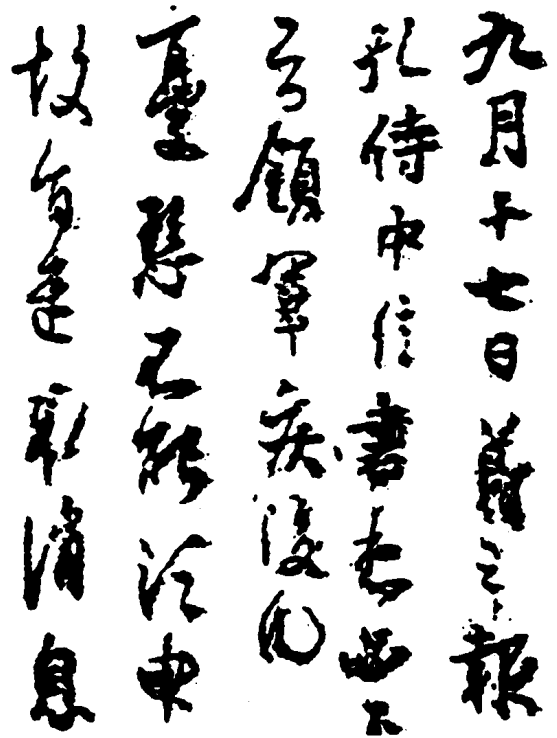 九月十七日羲之報
孔侍中信書想必至
知領軍疾後問
憂懸不能須臾
故旨遣取消息